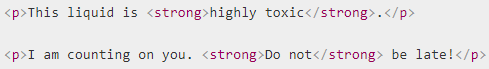 <p>This liquid is <strong>highly toxic</strong>.</p>
<p>I am counting on you. <strong>Do not</strong> be late!</p>